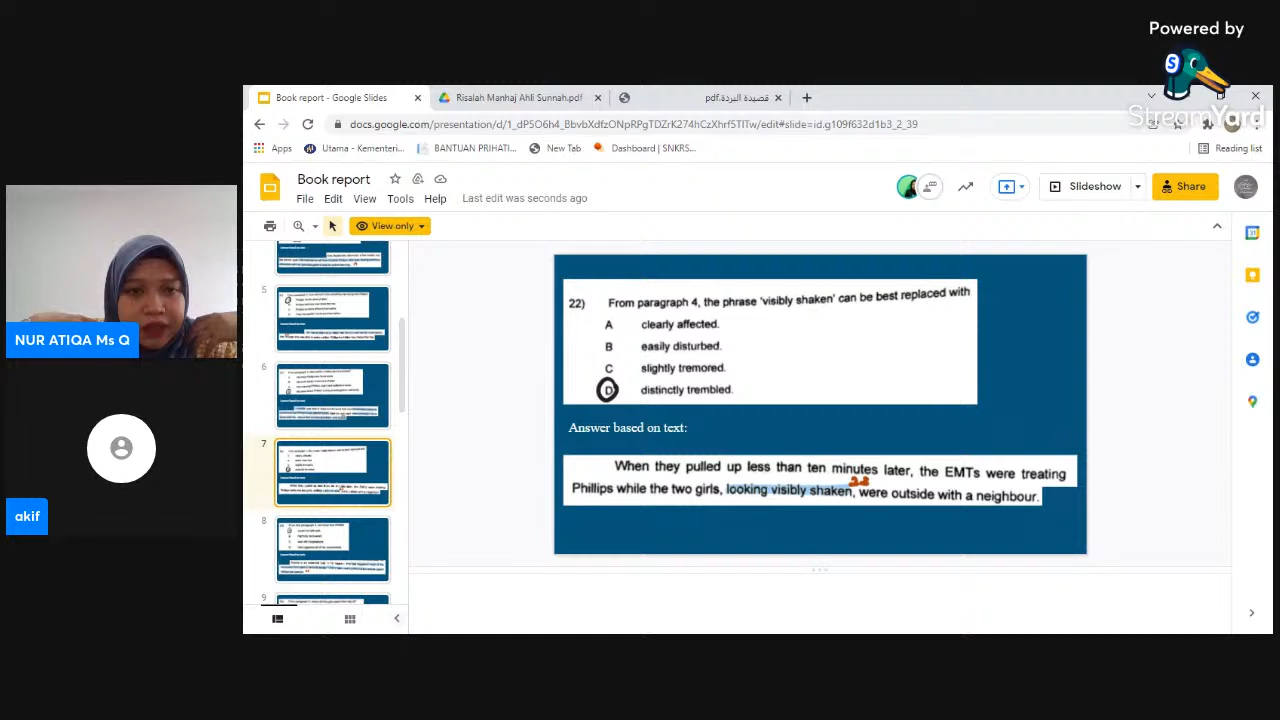 Powered by
StreamYard
Book report - Google Slides
Risalah Manhaj Ahli Sunnah.pdf
قصيدة البردة.pdf
docs.google.com/presentation/d/1_dP5O6h4_BbvbXdfzONpRPgTDZrK274hCzXhrf5TlTw/edit#slide=id.g109f632d1b3_2_39
Apps
Utama - Kementeri...
BANTUAN PRIHATI...
New Tab
Dashboard | SNKRS...
Reading list
Book report
File Edit View Tools Help
Last edit was seconds ago
Slideshow
Share
View only
5
6
7
8
9
22) From paragraph 4, the phrase 'visibly shaken' can be best replaced with
A clearly affected.
B easily disturbed.
C slightly tremored.
D distinctly trembled.
Answer based on text:
When they pulled up less than ten minutes later, the EMTs were treating
22
Phillips while the two girls, looking visibly shaken, were outside with a neighbour.
NUR ATIQA Ms Q
akif